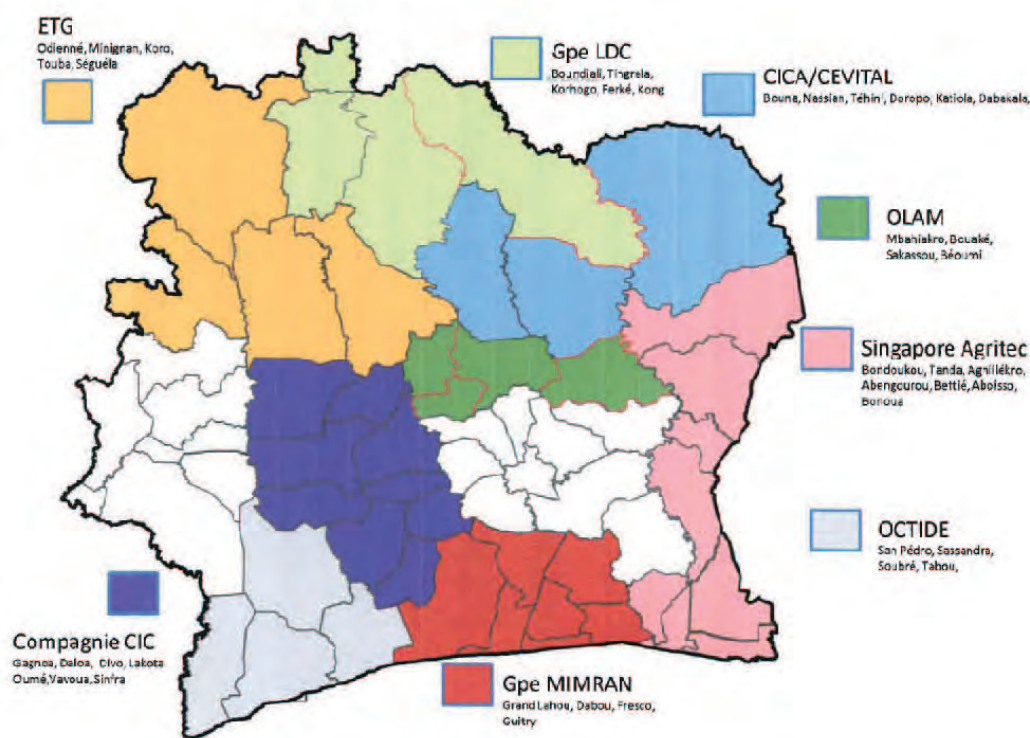 ETG
Odienné, Minignan, Koro,
Touba, Séguéla
Gpe LDC
Boundiali, Tingrela,
Korhogo, Ferké, Kong
CICA/CEVITAL
Bouna, Nassian, Téhini, Doropo, Katiola, Dabakala,
OLAM
Mbahiakro, Bouaké,
Sakassou, Béoumi
Singapore Agritec
Bondoukou, Tanda, Agnilékro,
Abengourou, Bettié, Aboisso,
Bonoua
OCTIDE
San Pédro, Sassandra,
Soubré, Tabou,
Compagnie CIC
Gagnoa, Daloa, Divo, Lakota
Oumé, Vavoua, Sinfra
Gpe MIMRAN
Grand Lahou, Dabou, Fresco,
Guitry